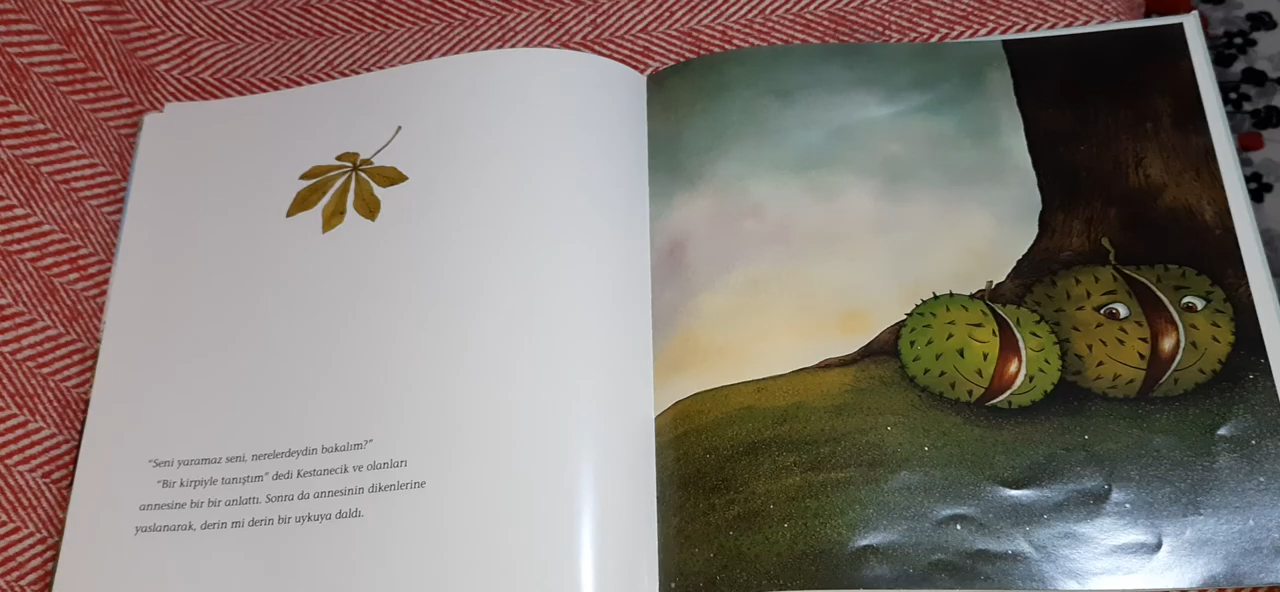 "Seni yaramaz seni, nerelerdeydin bakalım?"
"Bir kirpiyle tanıştım" dedi Kestanecik ve olanları
annesine bir bir anlattı. Sonra da annesinin dikenlerine
yaslanarak, derin mi derin bir uykuya daldı.